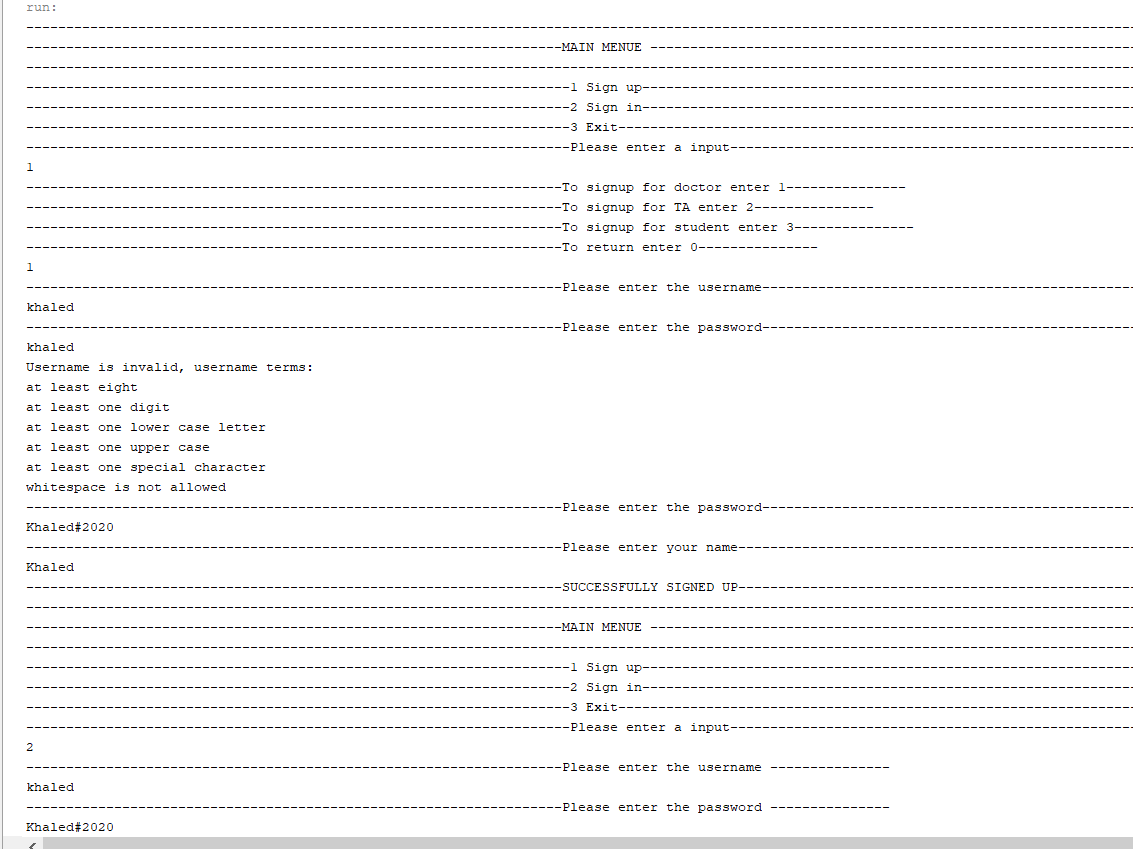 run:
--------------------------------------------------------------------------------------------------------------------------------------------
-------------------------------------------------------------------MAIN MENUE -------------------------------------------------------------
--------------------------------------------------------------------------------------------------------------------------------------------
--------------------------------------------------------------------1 Sign up--------------------------------------------------------------
--------------------------------------------------------------------2 Sign in--------------------------------------------------------------
--------------------------------------------------------------------3 Exit-----------------------------------------------------------------
--------------------------------------------------------------------Please enter a input---------------------------------------------------
1
-------------------------------------------------------------------To signup for doctor enter 1---------------
-------------------------------------------------------------------To signup for TA enter 2---------------
-------------------------------------------------------------------To signup for student enter 3---------------
-------------------------------------------------------------------To return enter 0---------------
1
-------------------------------------------------------------------Please enter the username-----------------------------------------------
khaled
-------------------------------------------------------------------Please enter the password-----------------------------------------------
khaled
Username is invalid, username terms:
at least eight
at least one digit
at least one lower case letter
at least one upper case
at least one special character
whitespace is not allowed
-------------------------------------------------------------------Please enter the password-----------------------------------------------
Khaled#2020
-------------------------------------------------------------------Please enter your name--------------------------------------------------
Khaled
-------------------------------------------------------------------SUCCESSFULLY SIGNED UP--------------------------------------------------
--------------------------------------------------------------------------------------------------------------------------------------------
-------------------------------------------------------------------MAIN MENUE -------------------------------------------------------------
--------------------------------------------------------------------------------------------------------------------------------------------
--------------------------------------------------------------------1 Sign up--------------------------------------------------------------
--------------------------------------------------------------------2 Sign in--------------------------------------------------------------
--------------------------------------------------------------------3 Exit-----------------------------------------------------------------
--------------------------------------------------------------------Please enter a input---------------------------------------------------
2
-------------------------------------------------------------------Please enter the username ---------------
khaled
-------------------------------------------------------------------Please enter the password ---------------
Khaled#2020